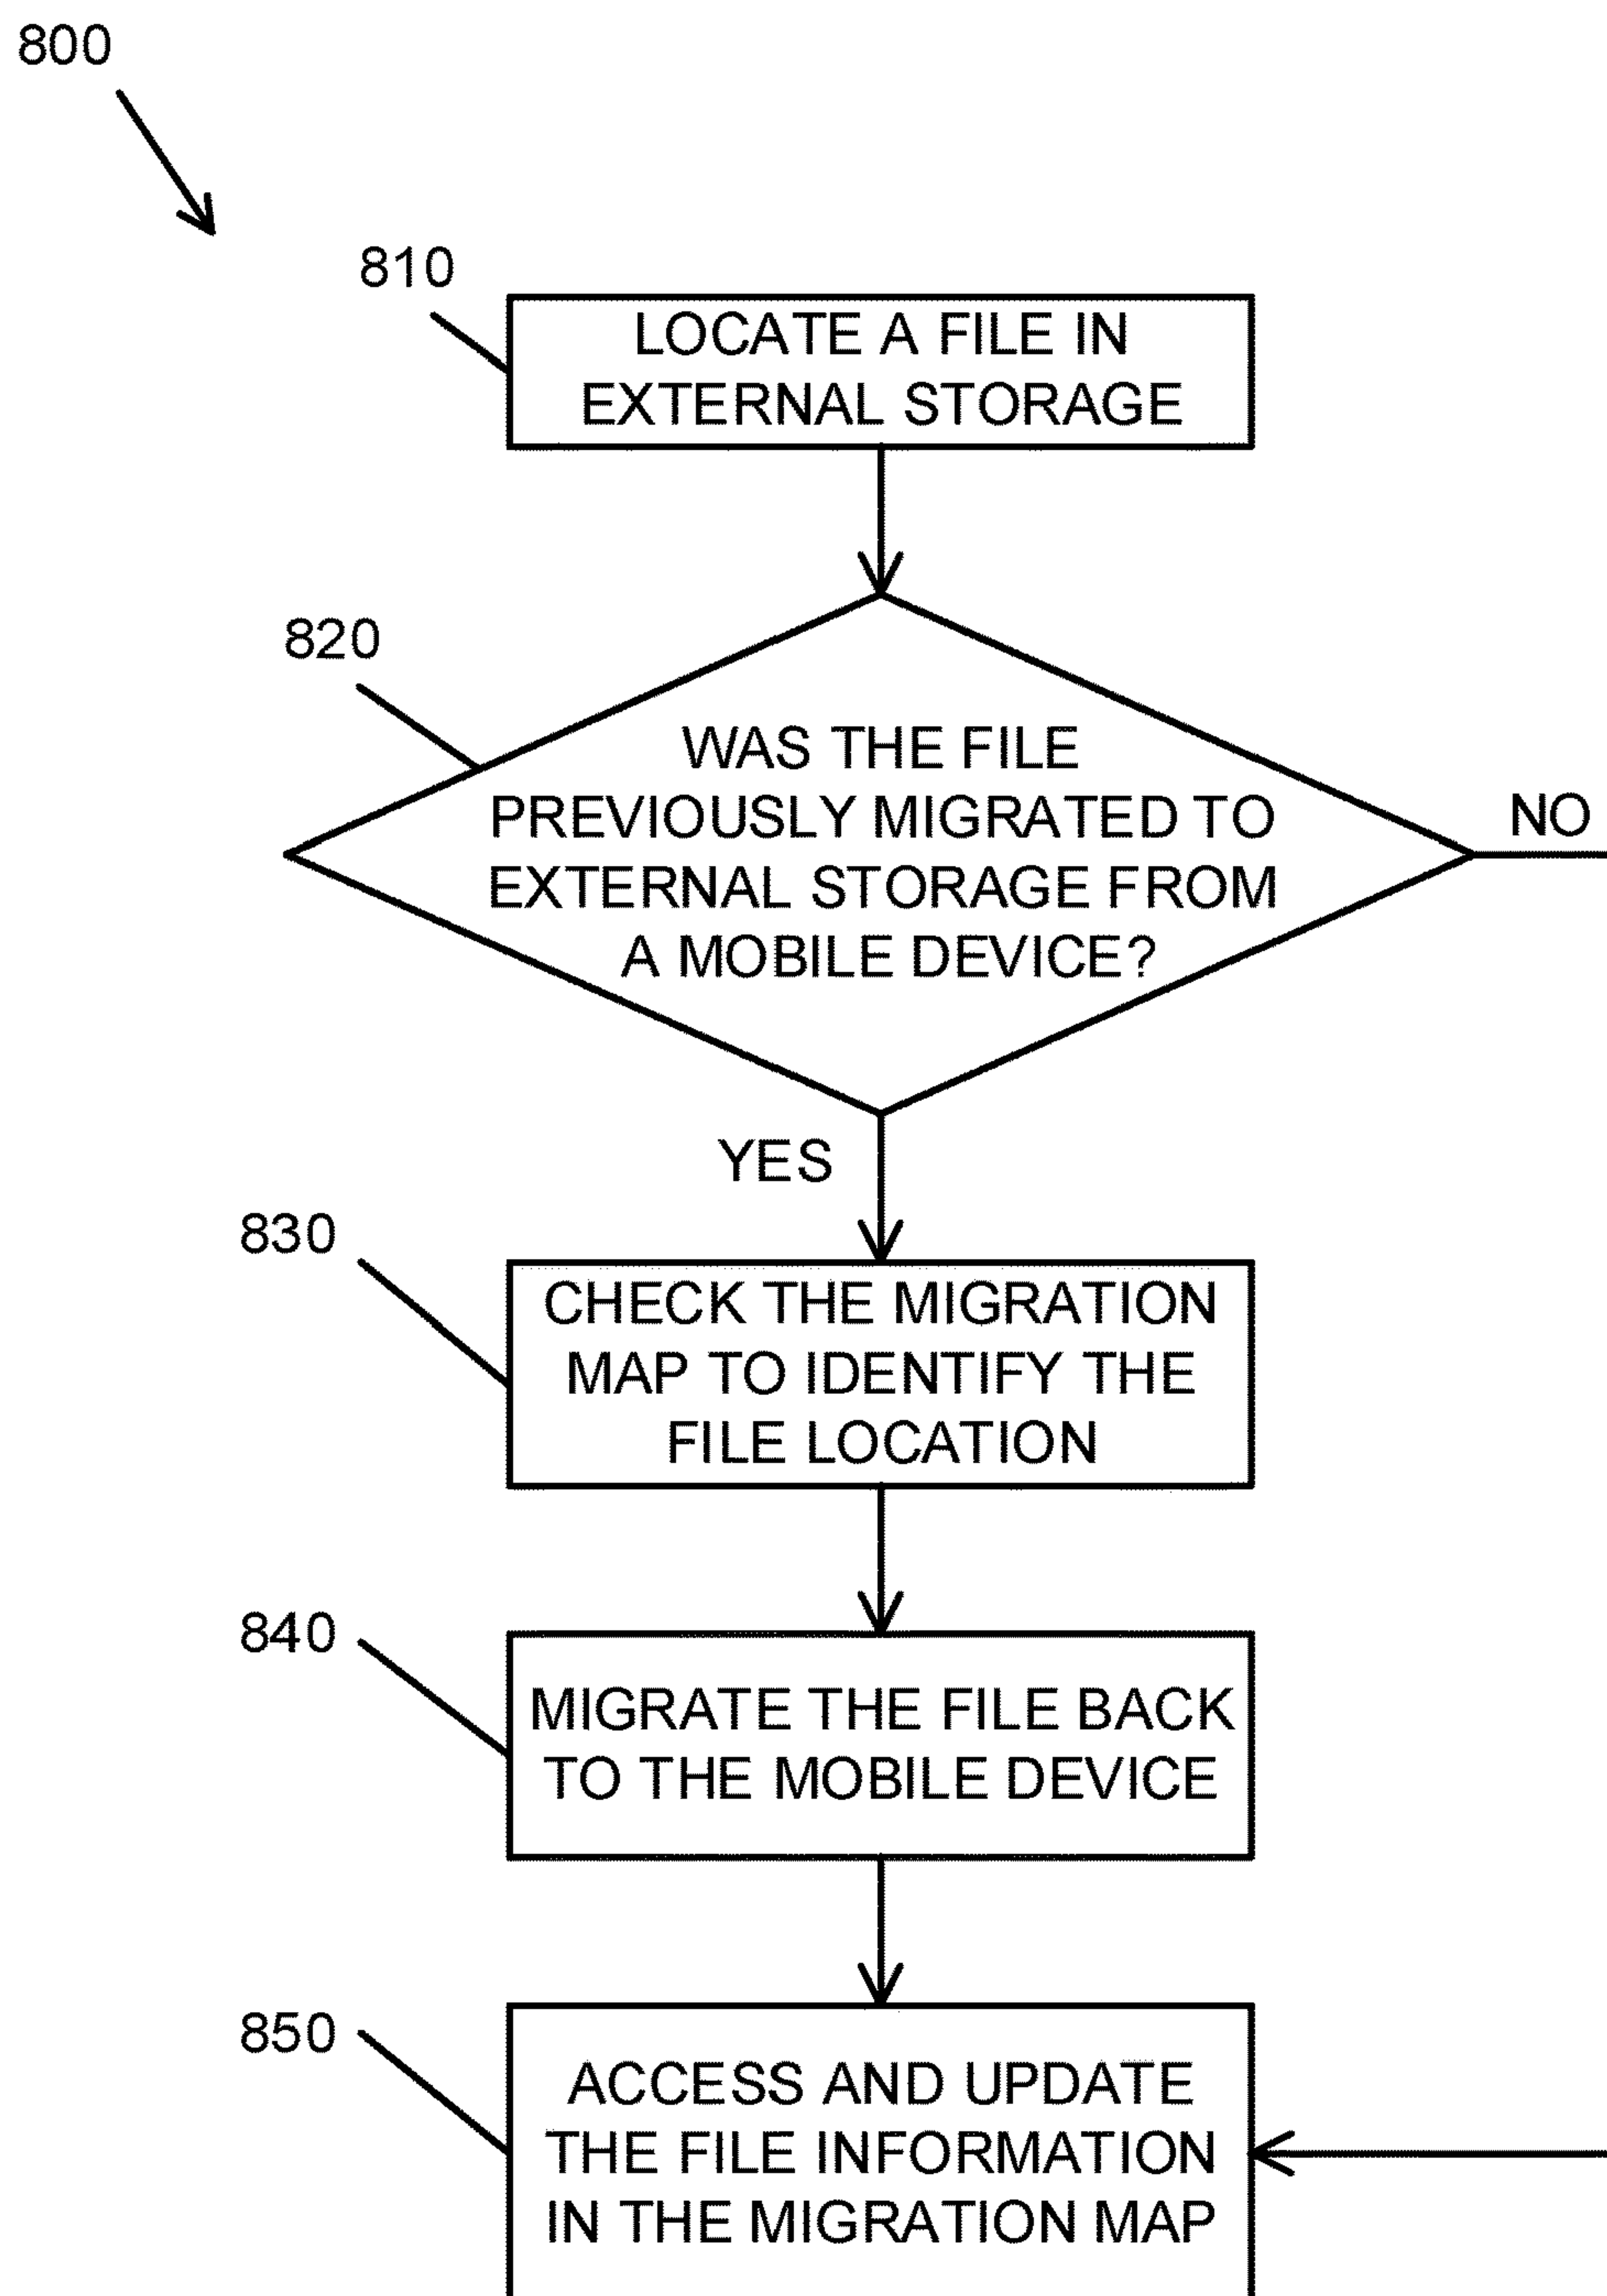 800
810
LOCATE A FILE IN
EXTERNAL STORAGE
820
WAS THE FILE
PREVIOUSLY MIGRATED TO
EXTERNAL STORAGE FROM
A MOBILE DEVICE?
NO
YES
830
CHECK THE MIGRATION
MAP TO IDENTIFY THE
FILE LOCATION
840
MIGRATE THE FILE BACK
TO THE MOBILE DEVICE
850
ACCESS AND UPDATE
THE FILE INFORMATION
IN THE MIGRATION MAP